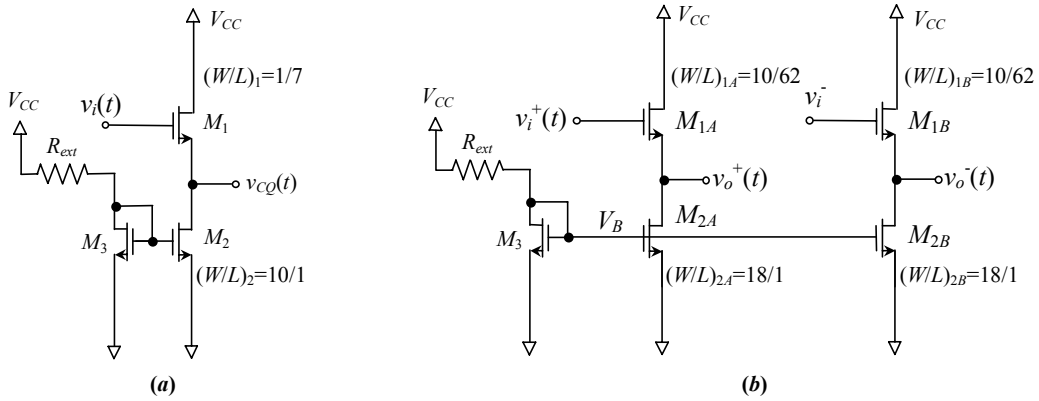 V_CC
(W/L)_1=1/7
V_CC
v_i(t)
M_1
R_ext
v_CQ(t)
M_3
M_2
(W/L)_2=10/1
(a)
V_CC
V_CC
(W/L)_1A=10/62
(W/L)_1B=10/62
V_CC
v_i^+(t)
v_i^-
M_1A
M_1B
R_ext
v_o^+(t)
v_o^-(t)
V_B
M_2A
M_3
M_2B
(W/L)_2A=18/1
(W/L)_2B=18/1
(b)